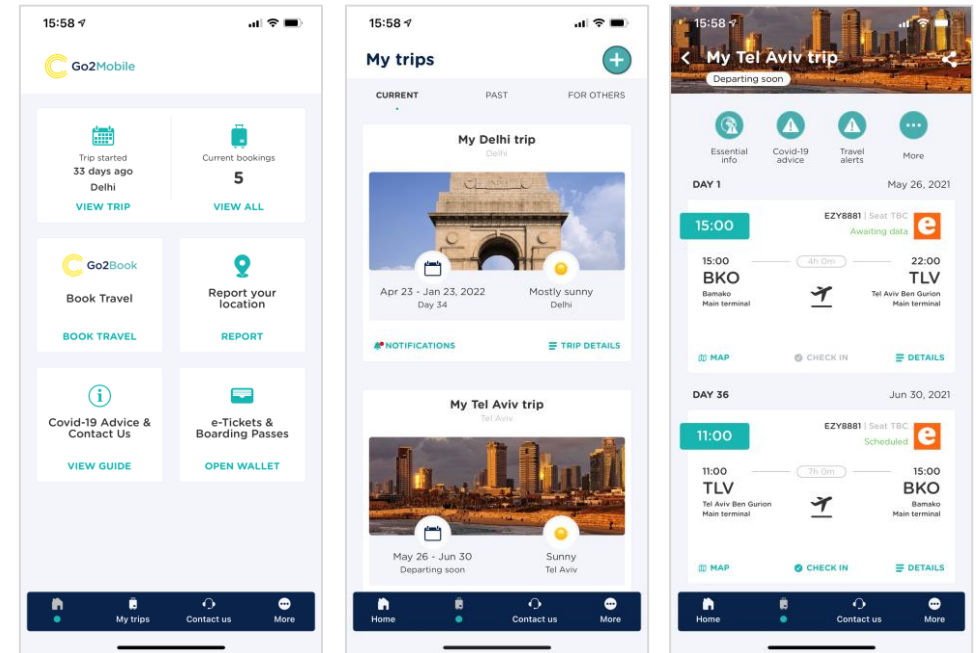 15:58
Go2Mobile
Trip started
33 days ago
Delhi
VIEW TRIP
Current bookings
5
VIEW ALL
Go2Book
Book Travel
BOOK TRAVEL
Report your
location
REPORT
Covid-19 Advice &
Contact Us
VIEW GUIDE
e-Tickets &
Boarding Passes
OPEN WALLET
My trips
Contact us
More
15:58
My trips
CURRENT
PAST
FOR OTHERS
My Delhi trip
Delhi
Apr 23 - Jan 23, 2022
Day 34
Mostly sunny
Delhi
NOTIFICATIONS
TRIP DETAILS
My Tel Aviv trip
Tel Aviv
May 26 - Jun 30
Departing soon
Sunny
Tel Aviv
Home
Contact us
More
15:58
My Tel Aviv trip
Departing soon
Essential
info
Covid-19
advice
Travel
alerts
More
DAY 1
May 26, 2021
15:00
EZY8881 | Seat TBC
Awaiting data
e
15:00
4h 0m
22:00
BKO
TLV
Bamako
Main terminal
Tel Aviv Ben Gurion
Main terminal
MAP
CHECK IN
DETAILS
DAY 36
Jun 30, 2021
11:00
EZY8881 | Seat TBC
Scheduled
e
11:00
7h 0m
15:00
TLV
BKO
Tel Aviv Ben Gurion
Main terminal
Bamako
Main terminal
MAP
CHECK IN
DETAILS
Home
Contact us
More